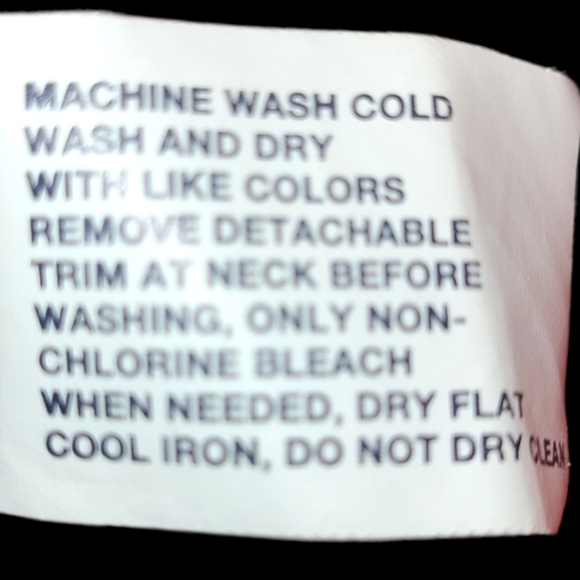 MACHINE WASH COLD
WASH AND DRY
WITH LIKE COLORS
REMOVE DETACHABLE
TRIM AT NECK BEFORE
WASHING, ONLY NON-
CHLORINE BLEACH
WHEN NEEDED, DRY FLAT
COOL IRON, DO NOT DRY CLEAN